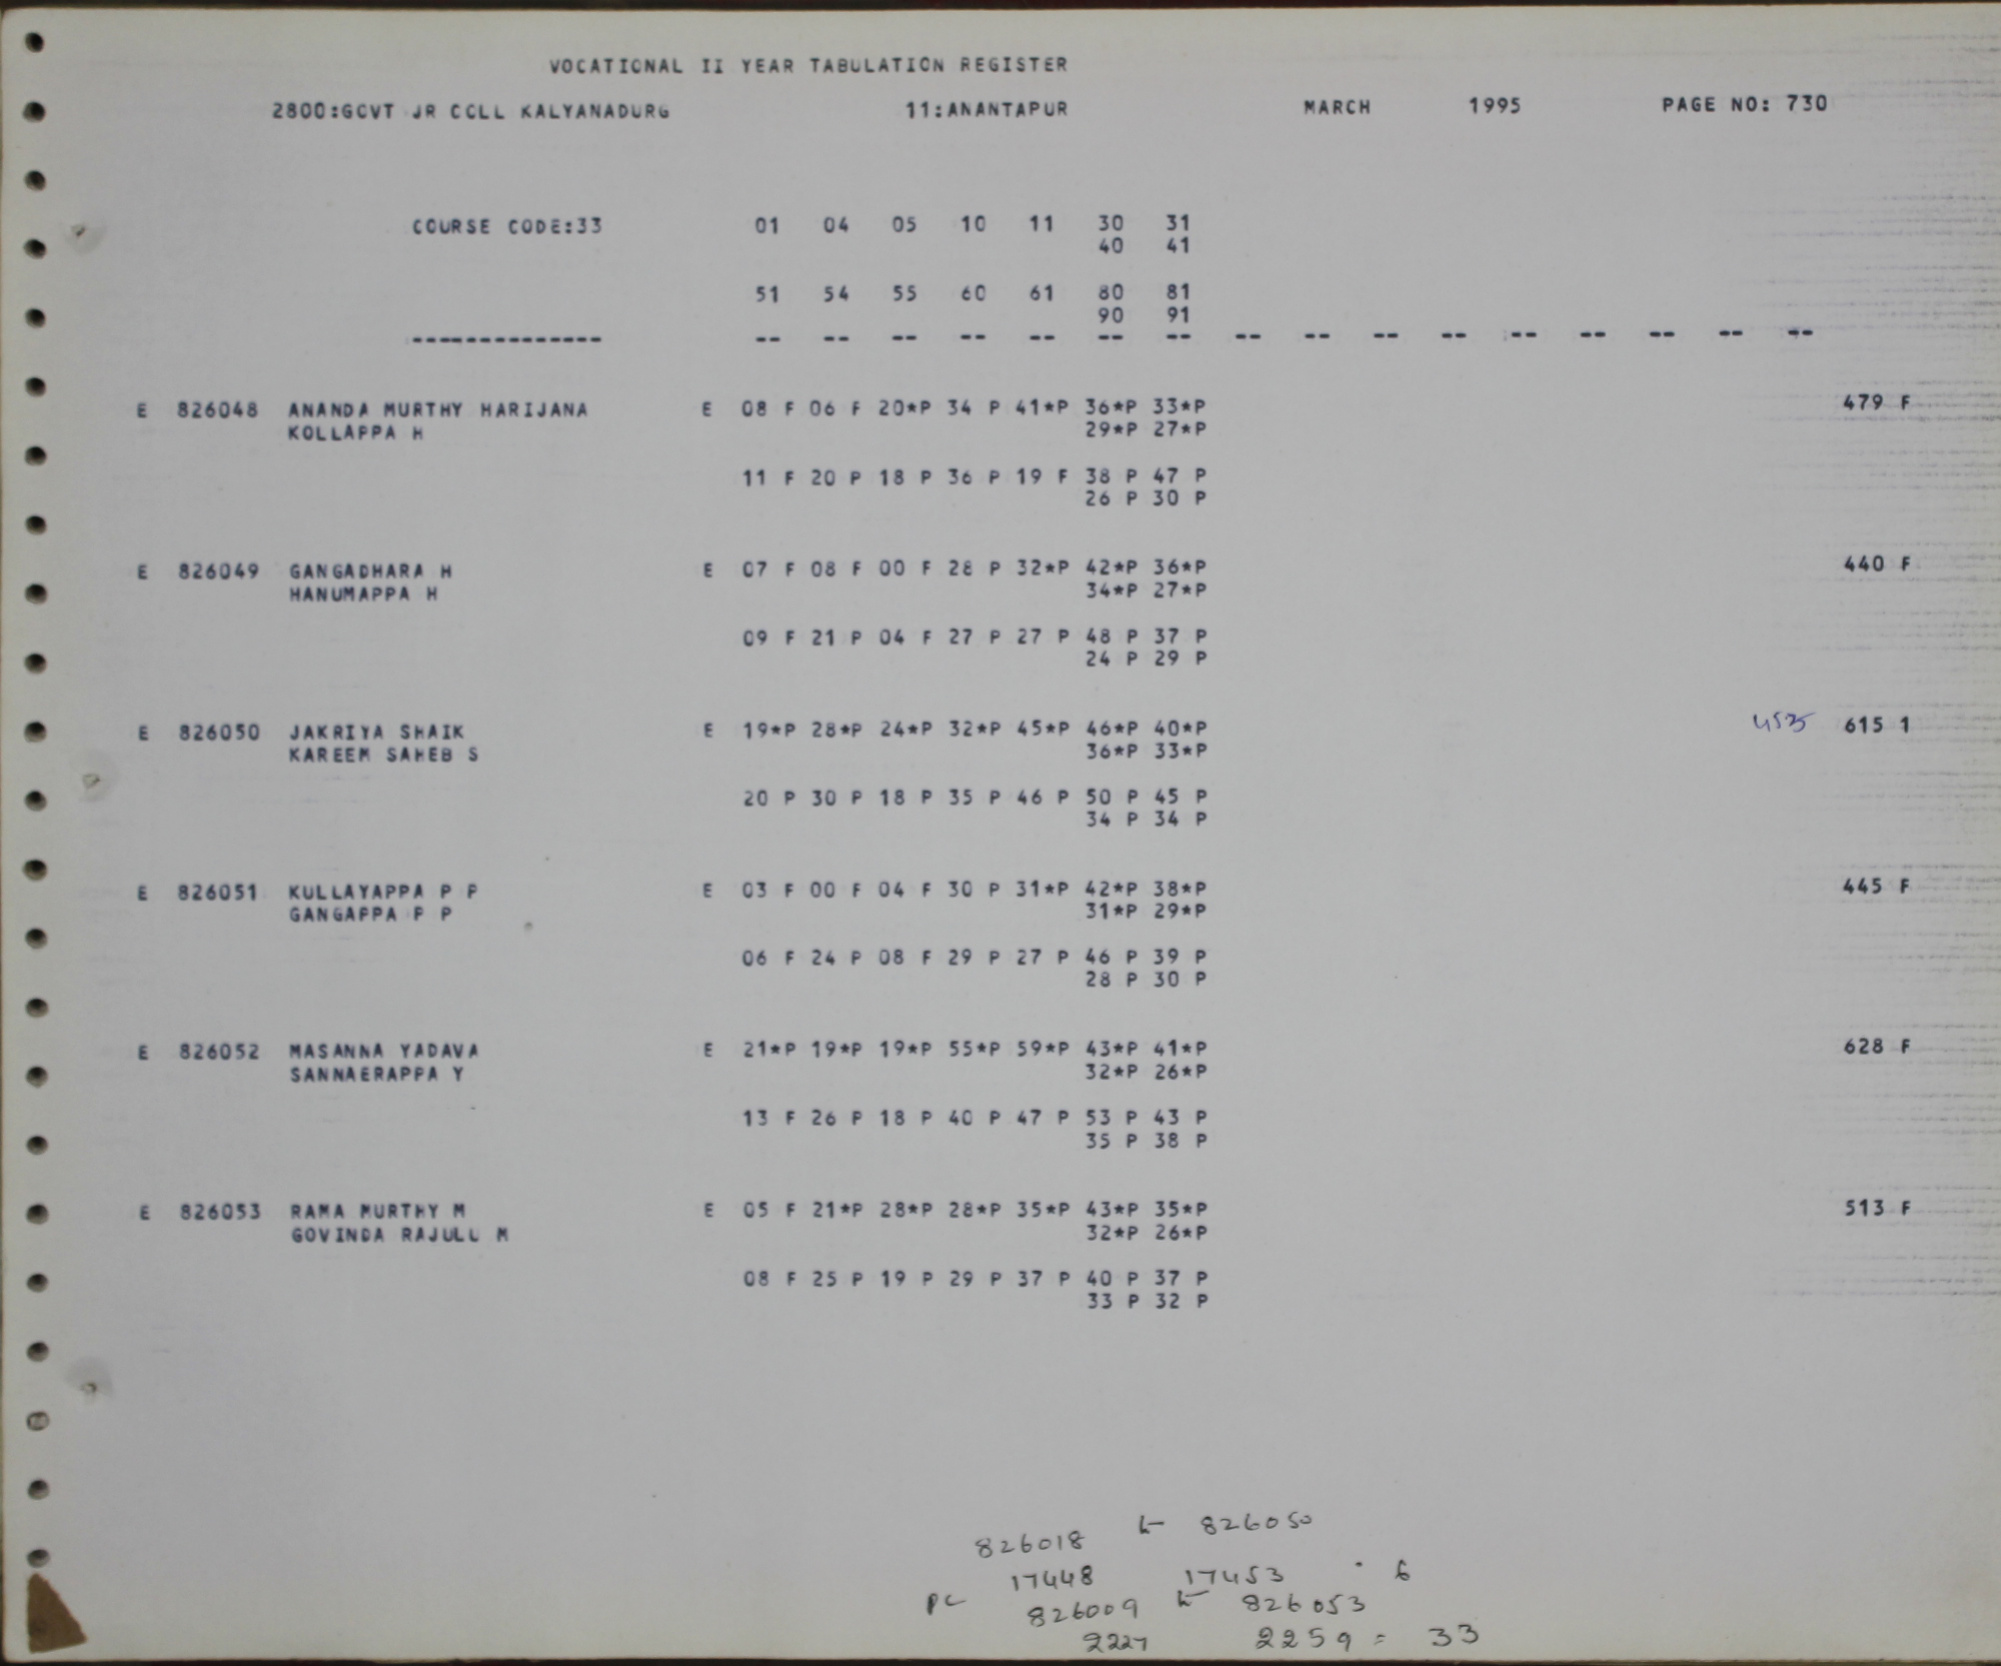 VOCATIONAL II YEAR TABULATION REGISTER
2800:GOVT JR COLL KALYANADURG 11:ANANTAPUR MARCH 1995 PAGE NO: 730
COURSE CODE:33 01 04 05 10 11 30 31
40 41
51 54 55 60 61 80 81
90 91
-------------- -- -- -- -- -- -- -- -- -- -- -- -- -- -- -- --
E 826048 ANANDA MURTHY HARIJANA E 08 F 06 F 20*P 34 P 41*P 36*P 33*P 479 F
KOLLAPPA H 29*P 27*P
11 F 20 P 18 P 36 P 19 F 38 P 47 P
26 P 30 P
E 826049 GANGADHARA H E 07 F 08 F 00 F 28 P 32*P 42*P 36*P 440 F
HANUMAPPA H 34*P 27*P
09 F 21 P 04 F 27 P 27 P 48 P 37 P
24 P 29 P
E 826050 JAKRIYA SHAIK E 19*P 28*P 24*P 32*P 45*P 46*P 40*P 615 1
KAREEM SAHEB S 36*P 33*P
20 P 30 P 18 P 35 P 46 P 50 P 45 P
34 P 34 P
E 826051 KULLAYAPPA P P E 03 F 00 F 04 F 30 P 31*P 42*P 38*P 445 F
GANGAPPA P P 31*P 29*P
06 F 24 P 08 F 29 P 27 P 46 P 39 P
28 P 30 P
E 826052 MASANNA YADAVA E 21*P 19*P 19*P 55*P 59*P 43*P 41*P 628 F
SANNAERAPPA Y 32*P 26*P
13 F 26 P 18 P 40 P 47 P 53 P 43 P
35 P 38 P
E 826053 RAMA MURTHY M E 05 F 21*P 28*P 28*P 35*P 43*P 35*P 513 F
GOVINDA RAJULU M 32*P 26*P
08 F 25 P 19 P 29 P 37 P 40 P 37 P
33 P 32 P
826018 826050
17448 17453 6
PC 826009 826053
2227 2259 = 33